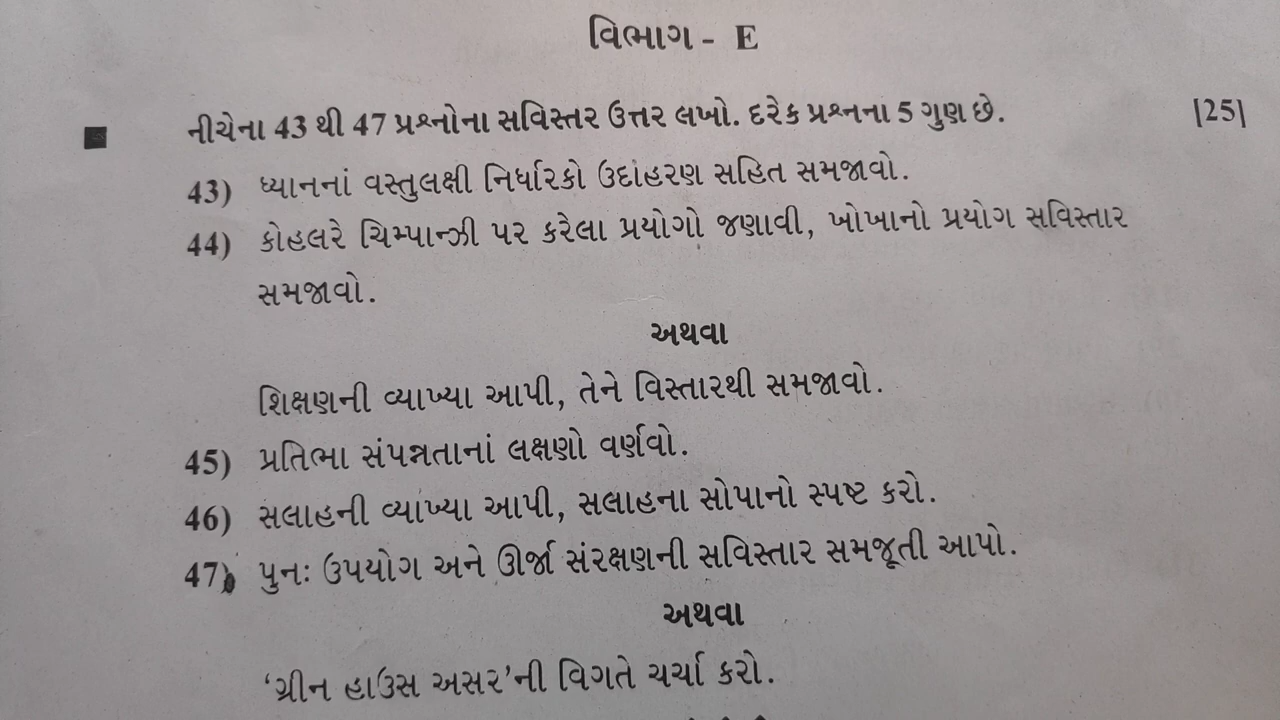 વિભાગ - E
નીચેના 43 થી 47 પ્રશ્નોના સવિસ્તર ઉત્તર લખો. દરેક પ્રશ્નના 5 ગુણ છે. [25]
43) ધ્યાનનાં વસ્તુલક્ષી નિર્ધારકો ઉદાહરણ સહિત સમજાવો.
44) કોહલરે ચિમ્પાન્ઝી પર કરેલા પ્રયોગો જણાવી, ખોખાનો પ્રયોગ સવિસ્તાર
સમજાવો.
અથવા
શિક્ષણની વ્યાખ્યા આપી, તેને વિસ્તારથી સમજાવો.
45) પ્રતિભા સંપન્નતાનાં લક્ષણો વર્ણવો.
46) સલાહની વ્યાખ્યા આપી, સલાહના સોપાનો સ્પષ્ટ કરો.
47) પુનઃ ઉપયોગ અને ઊર્જા સંરક્ષણની સવિસ્તાર સમજૂતી આપો.
અથવા
‘ગ્રીન હાઉસ અસર’ની વિગતે ચર્ચા કરો.